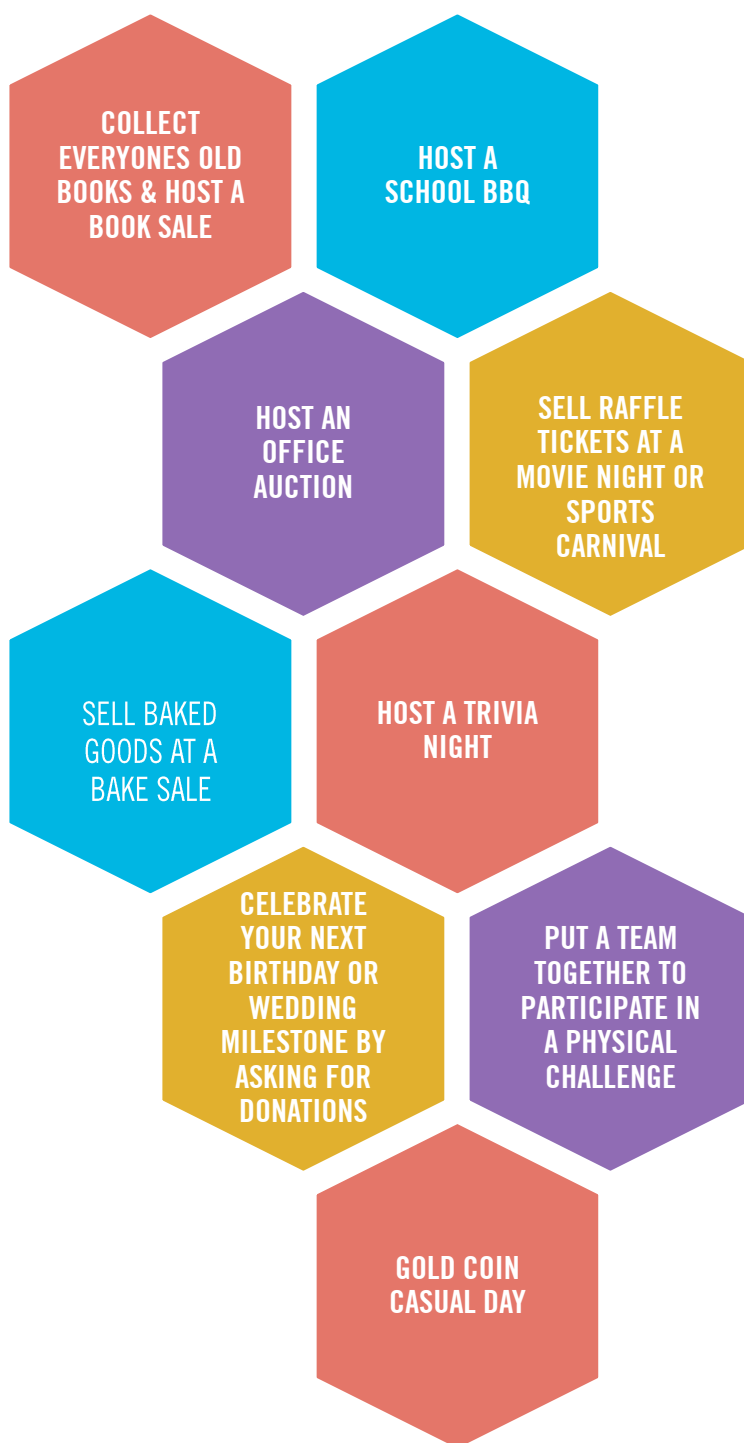 COLLECT
EVERYONES OLD
BOOKS & HOST A
BOOK SALE
HOST A
SCHOOL BBQ
HOST AN
OFFICE
AUCTION
SELL RAFFLE
TICKETS AT A
MOVIE NIGHT OR
SPORTS
CARNIVAL
SELL BAKED
GOODS AT A
BAKE SALE
HOST A TRIVIA
NIGHT
CELEBRATE
YOUR NEXT
BIRTHDAY OR
WEDDING
MILESTONE BY
ASKING FOR
DONATIONS
PUT A TEAM
TOGETHER TO
PARTICIPATE IN
A PHYSICAL
CHALLENGE
GOLD COIN
CASUAL DAY